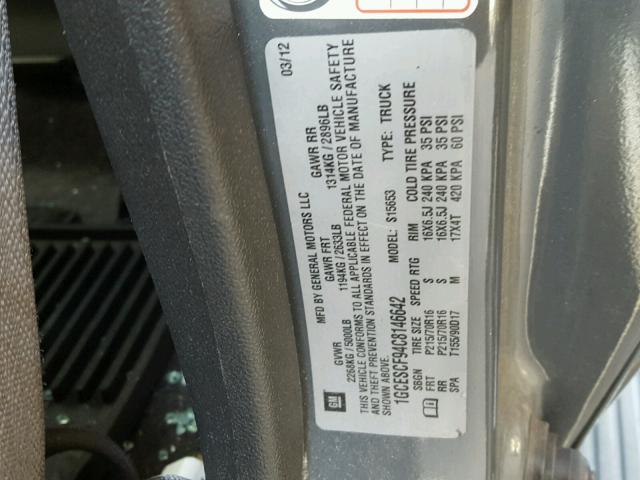 GM
MFD BY GENERAL MOTORS LLC 03/12
GVWR GAWR FRT GAWR RR
2268KG / 5000LB 1194KG / 2633LB 1314KG / 2896LB
THIS VEHICLE CONFORMS TO ALL APPLICABLE FEDERAL MOTOR VEHICLE SAFETY
AND THEFT PREVENTION STANDARDS IN EFFECT ON THE DATE OF MANUFACTURE
SHOWN ABOVE.
1GCESCF94C8146642 MODEL: S15653 TYPE: TRUCK
SBGN TIRE SIZE SPEED RTG RIM COLD TIRE PRESSURE
FRT P215/70R16 S 16X6.5J 240 KPA 35 PSI
RR P215/70R16 S 16X6.5J 240 KPA 35 PSI
SPA T155/90D17 M 17X4T 420 KPA 60 PSI